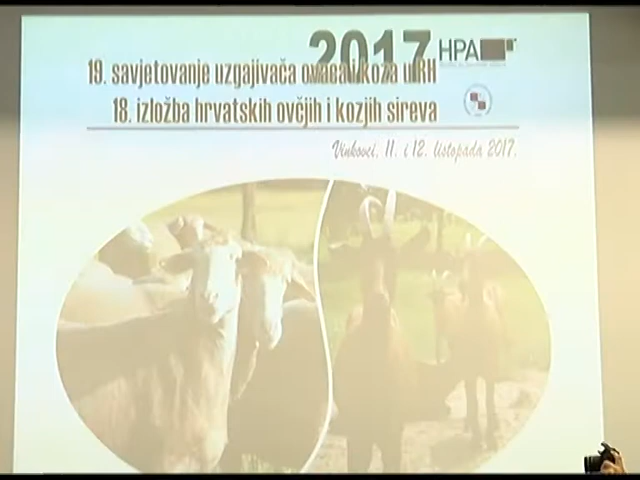 2017
HPA
19. savjetovanje uzgajivača ovaca i koza u RH
18. izložba hrvatskih ovčjih i kozjih sireva
Vinkovci, 11. i 12. listopada 2017.